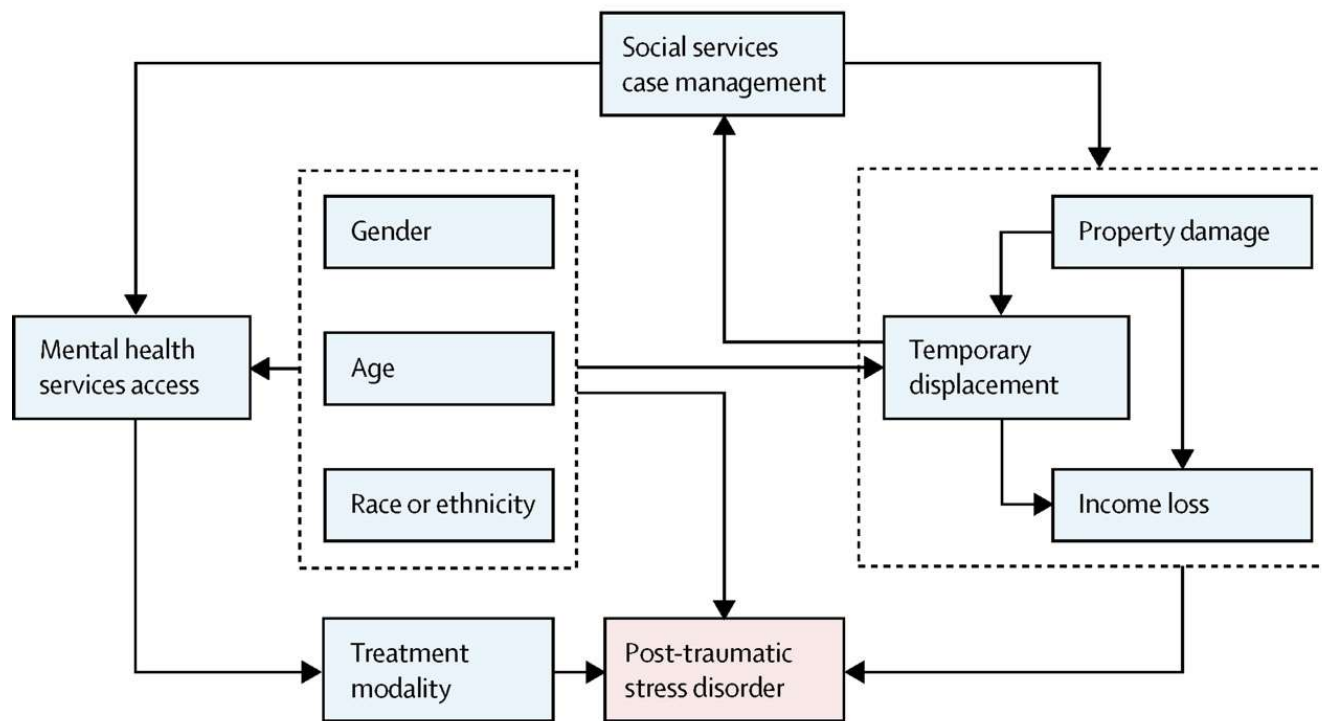 Social services
case management
Gender
Property damage
Mental health
services access
Age
Temporary
displacement
Race or ethnicity
Income loss
Treatment
modality
Post-traumatic
stress disorder